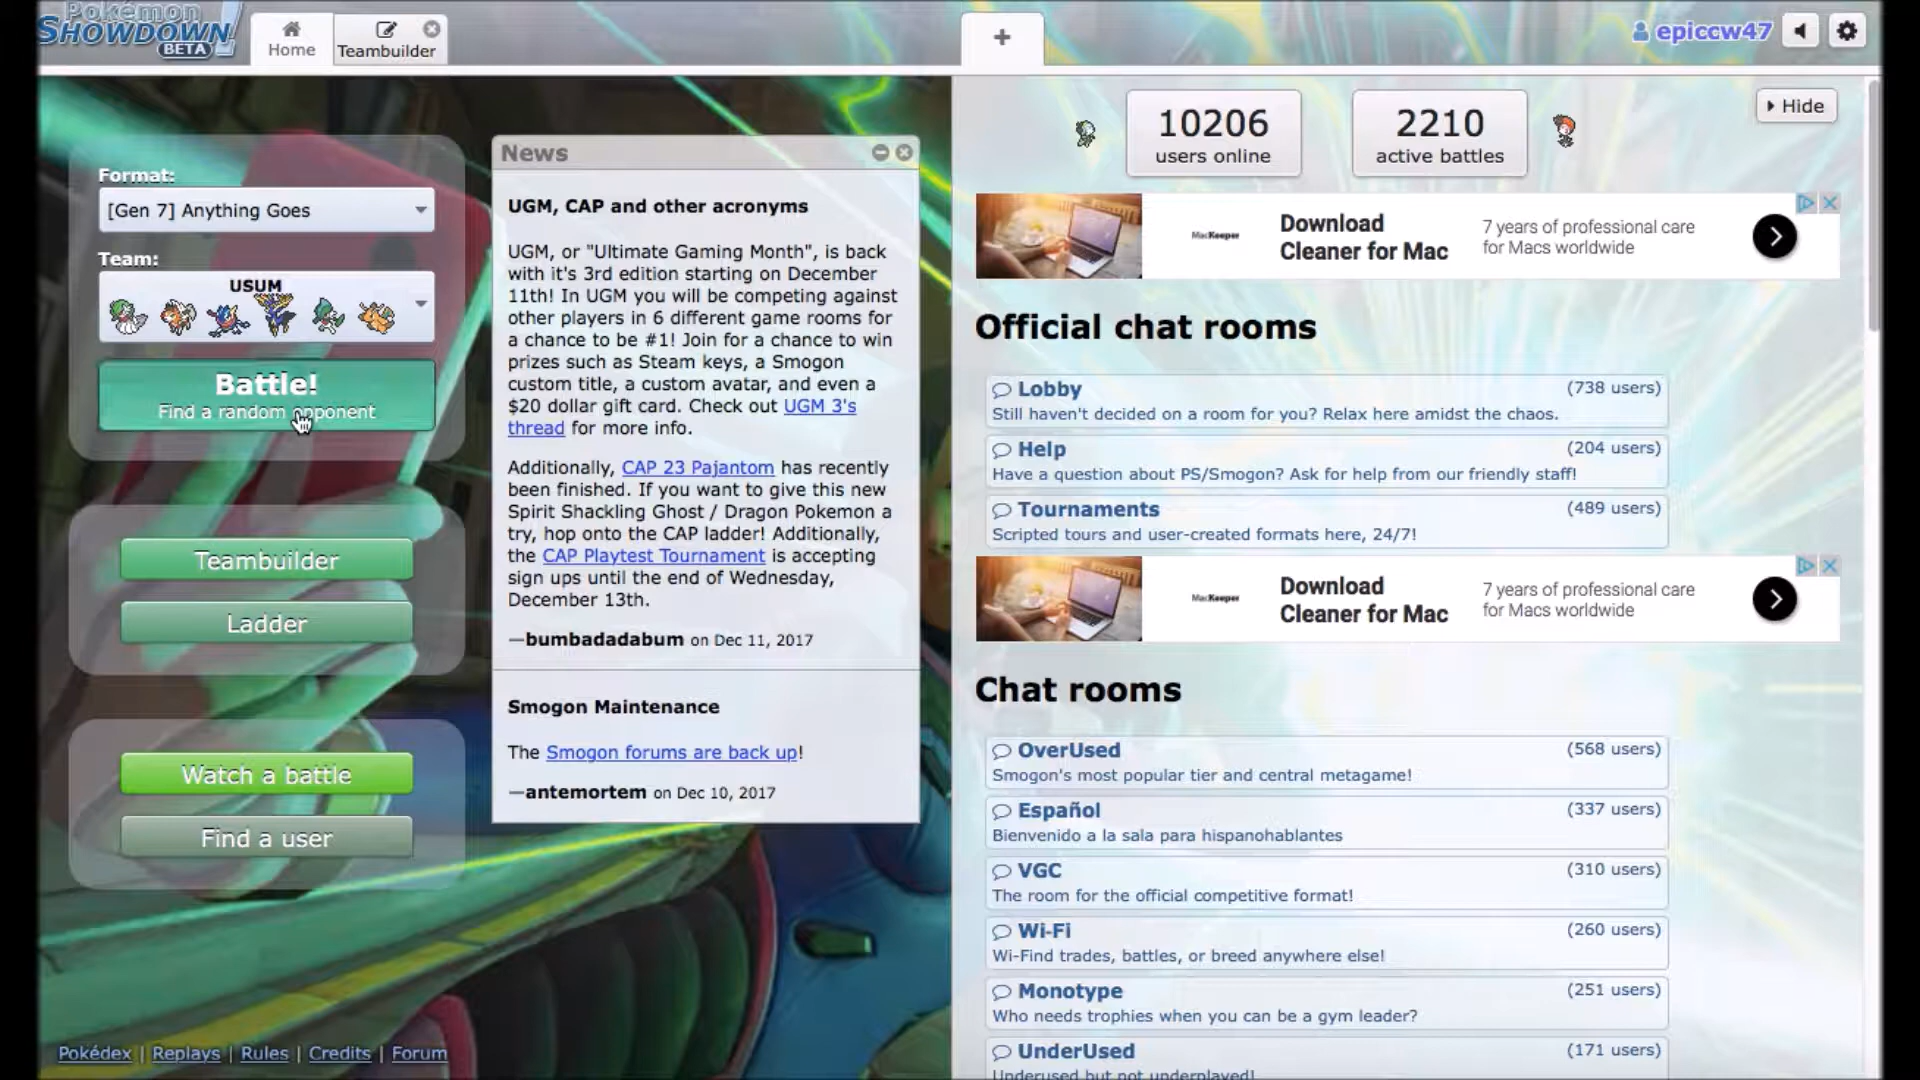 Pokémon
SHOWDOWN!
BETA
Home
Teambuilder
+
epiccw47
Format:
[Gen 7] Anything Goes
Team:
USUM
Battle!
Find a random opponent
Teambuilder
Ladder
Watch a battle
Find a user
Pokédex | Replays | Rules | Credits | Forum
News
UGM, CAP and other acronyms
UGM, or "Ultimate Gaming Month", is back
with it's 3rd edition starting on December
11th! In UGM you will be competing against
other players in 6 different game rooms for
a chance to be #1! Join for a chance to win
prizes such as Steam keys, a Smogon
custom title, a custom avatar, and even a
$20 dollar gift card. Check out UGM 3's
thread for more info.
Additionally, CAP 23 Pajantom has recently
been finished. If you want to give this new
Spirit Shackling Ghost / Dragon Pokemon a
try, hop onto the CAP ladder! Additionally,
the CAP Playtest Tournament is accepting
sign ups until the end of Wednesday,
December 13th.
—bumbadadabum on Dec 11, 2017
Smogon Maintenance
The Smogon forums are back up!
—antemortem on Dec 10, 2017
10206
users online
2210
active battles
Hide
MacKeeper
Download
Cleaner for Mac
7 years of professional care
for Macs worldwide
Official chat rooms
Lobby (738 users)
Still haven't decided on a room for you? Relax here amidst the chaos.
Help (204 users)
Have a question about PS/Smogon? Ask for help from our friendly staff!
Tournaments (489 users)
Scripted tours and user-created formats here, 24/7!
MacKeeper
Download
Cleaner for Mac
7 years of professional care
for Macs worldwide
Chat rooms
OverUsed (568 users)
Smogon's most popular tier and central metagame!
Español (337 users)
Bienvenido a la sala para hispanohablantes
VGC (310 users)
The room for the official competitive format!
Wi-Fi (260 users)
Wi-Find trades, battles, or breed anywhere else!
Monotype (251 users)
Who needs trophies when you can be a gym leader?
UnderUsed (171 users)
Underused but not underplayed!